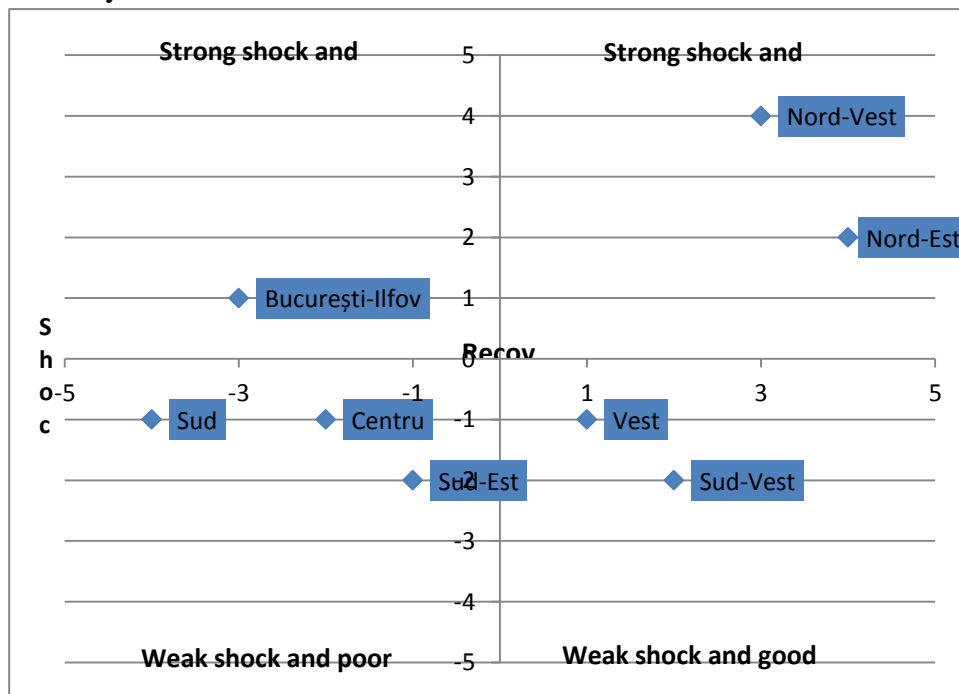 Strong shock and
Strong shock and
5
4
Nord-Vest
3
2
Nord-Est
1
București-Ilfov
S
h
o
c
Recov
0
-5
-3
-1
1
3
5
-1
Sud
Centru
Vest
-2
Sud-Est
Sud-Vest
-3
-4
-5
Weak shock and poor
Weak shock and good